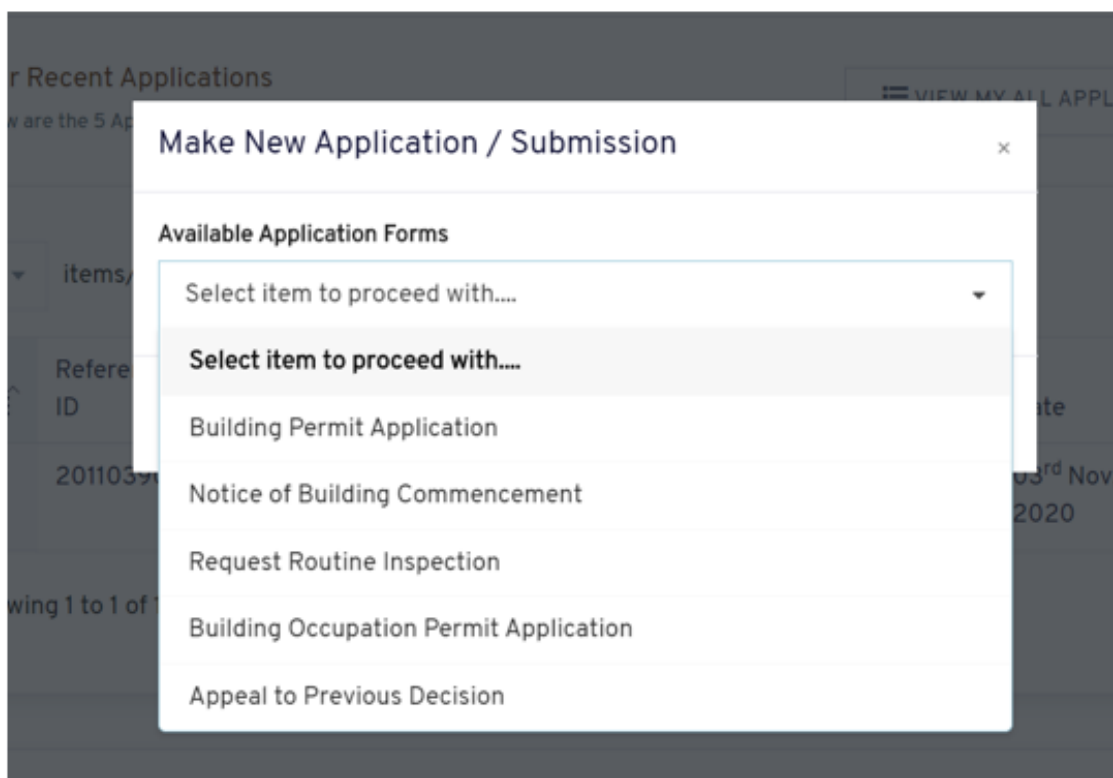 r Recent Applications
w are the 5 Ap
VIEW MY ALL APPL
Make New Application / Submission
×
Available Application Forms
items/
Select item to proceed with....
Select item to proceed with....
Refere
ID
ate
Building Permit Application
2011039
03rd Nov
2020
Notice of Building Commencement
Request Routine Inspection
wing 1 to 1 of 1
Building Occupation Permit Application
Appeal to Previous Decision